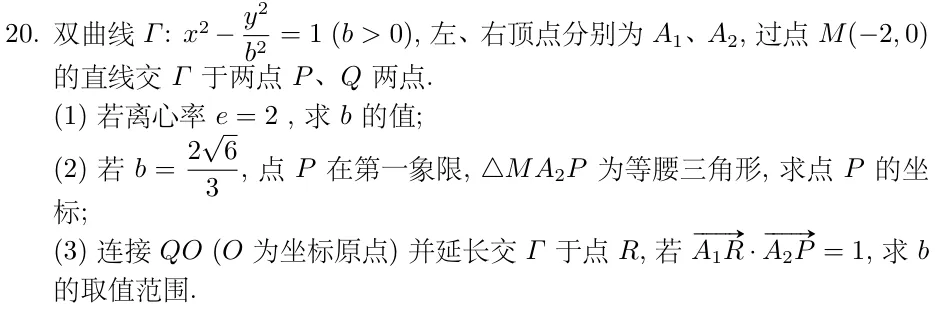 20. 双曲线 Γ: x² − y²/b² = 1 (b > 0), 左、右顶点分别为 A₁、A₂, 过点 M(−2, 0)
的直线交 Γ 于两点 P、Q 两点.
(1) 若离心率 e = 2 , 求 b 的值;
(2) 若 b = 2√6/3, 点 P 在第一象限, △MA₂P 为等腰三角形, 求点 P 的坐
标;
(3) 连接 QO (O 为坐标原点) 并延长交 Γ 于点 R, 若 \overrightarrow{A₁R} · \overrightarrow{A₂P} = 1, 求 b
的取值范围.